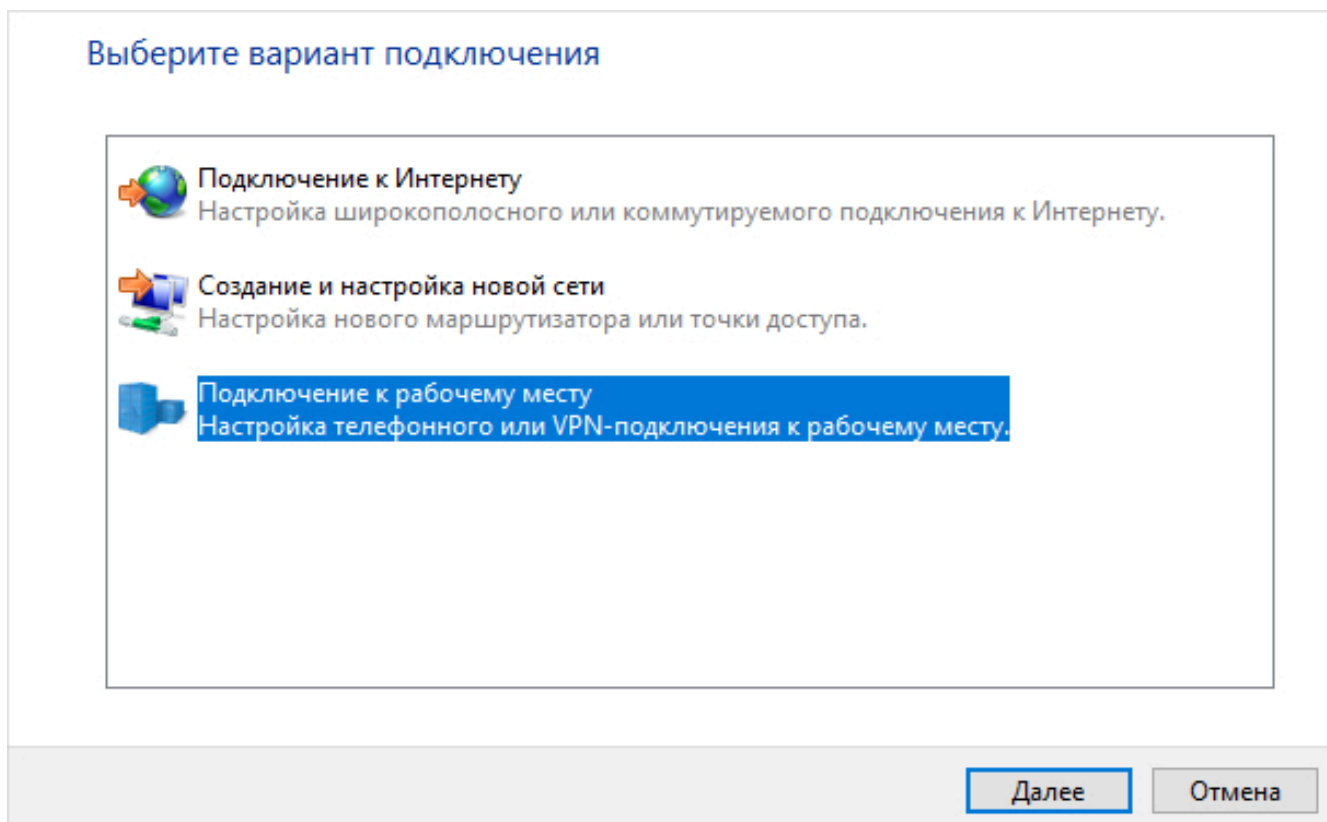 Выберите вариант подключения
Подключение к Интернету
Настройка широкополосного или коммутируемого подключения к Интернету.
Создание и настройка новой сети
Настройка нового маршрутизатора или точки доступа.
Подключение к рабочему месту
Настройка телефонного или VPN-подключения к рабочему месту.
Далее
Отмена